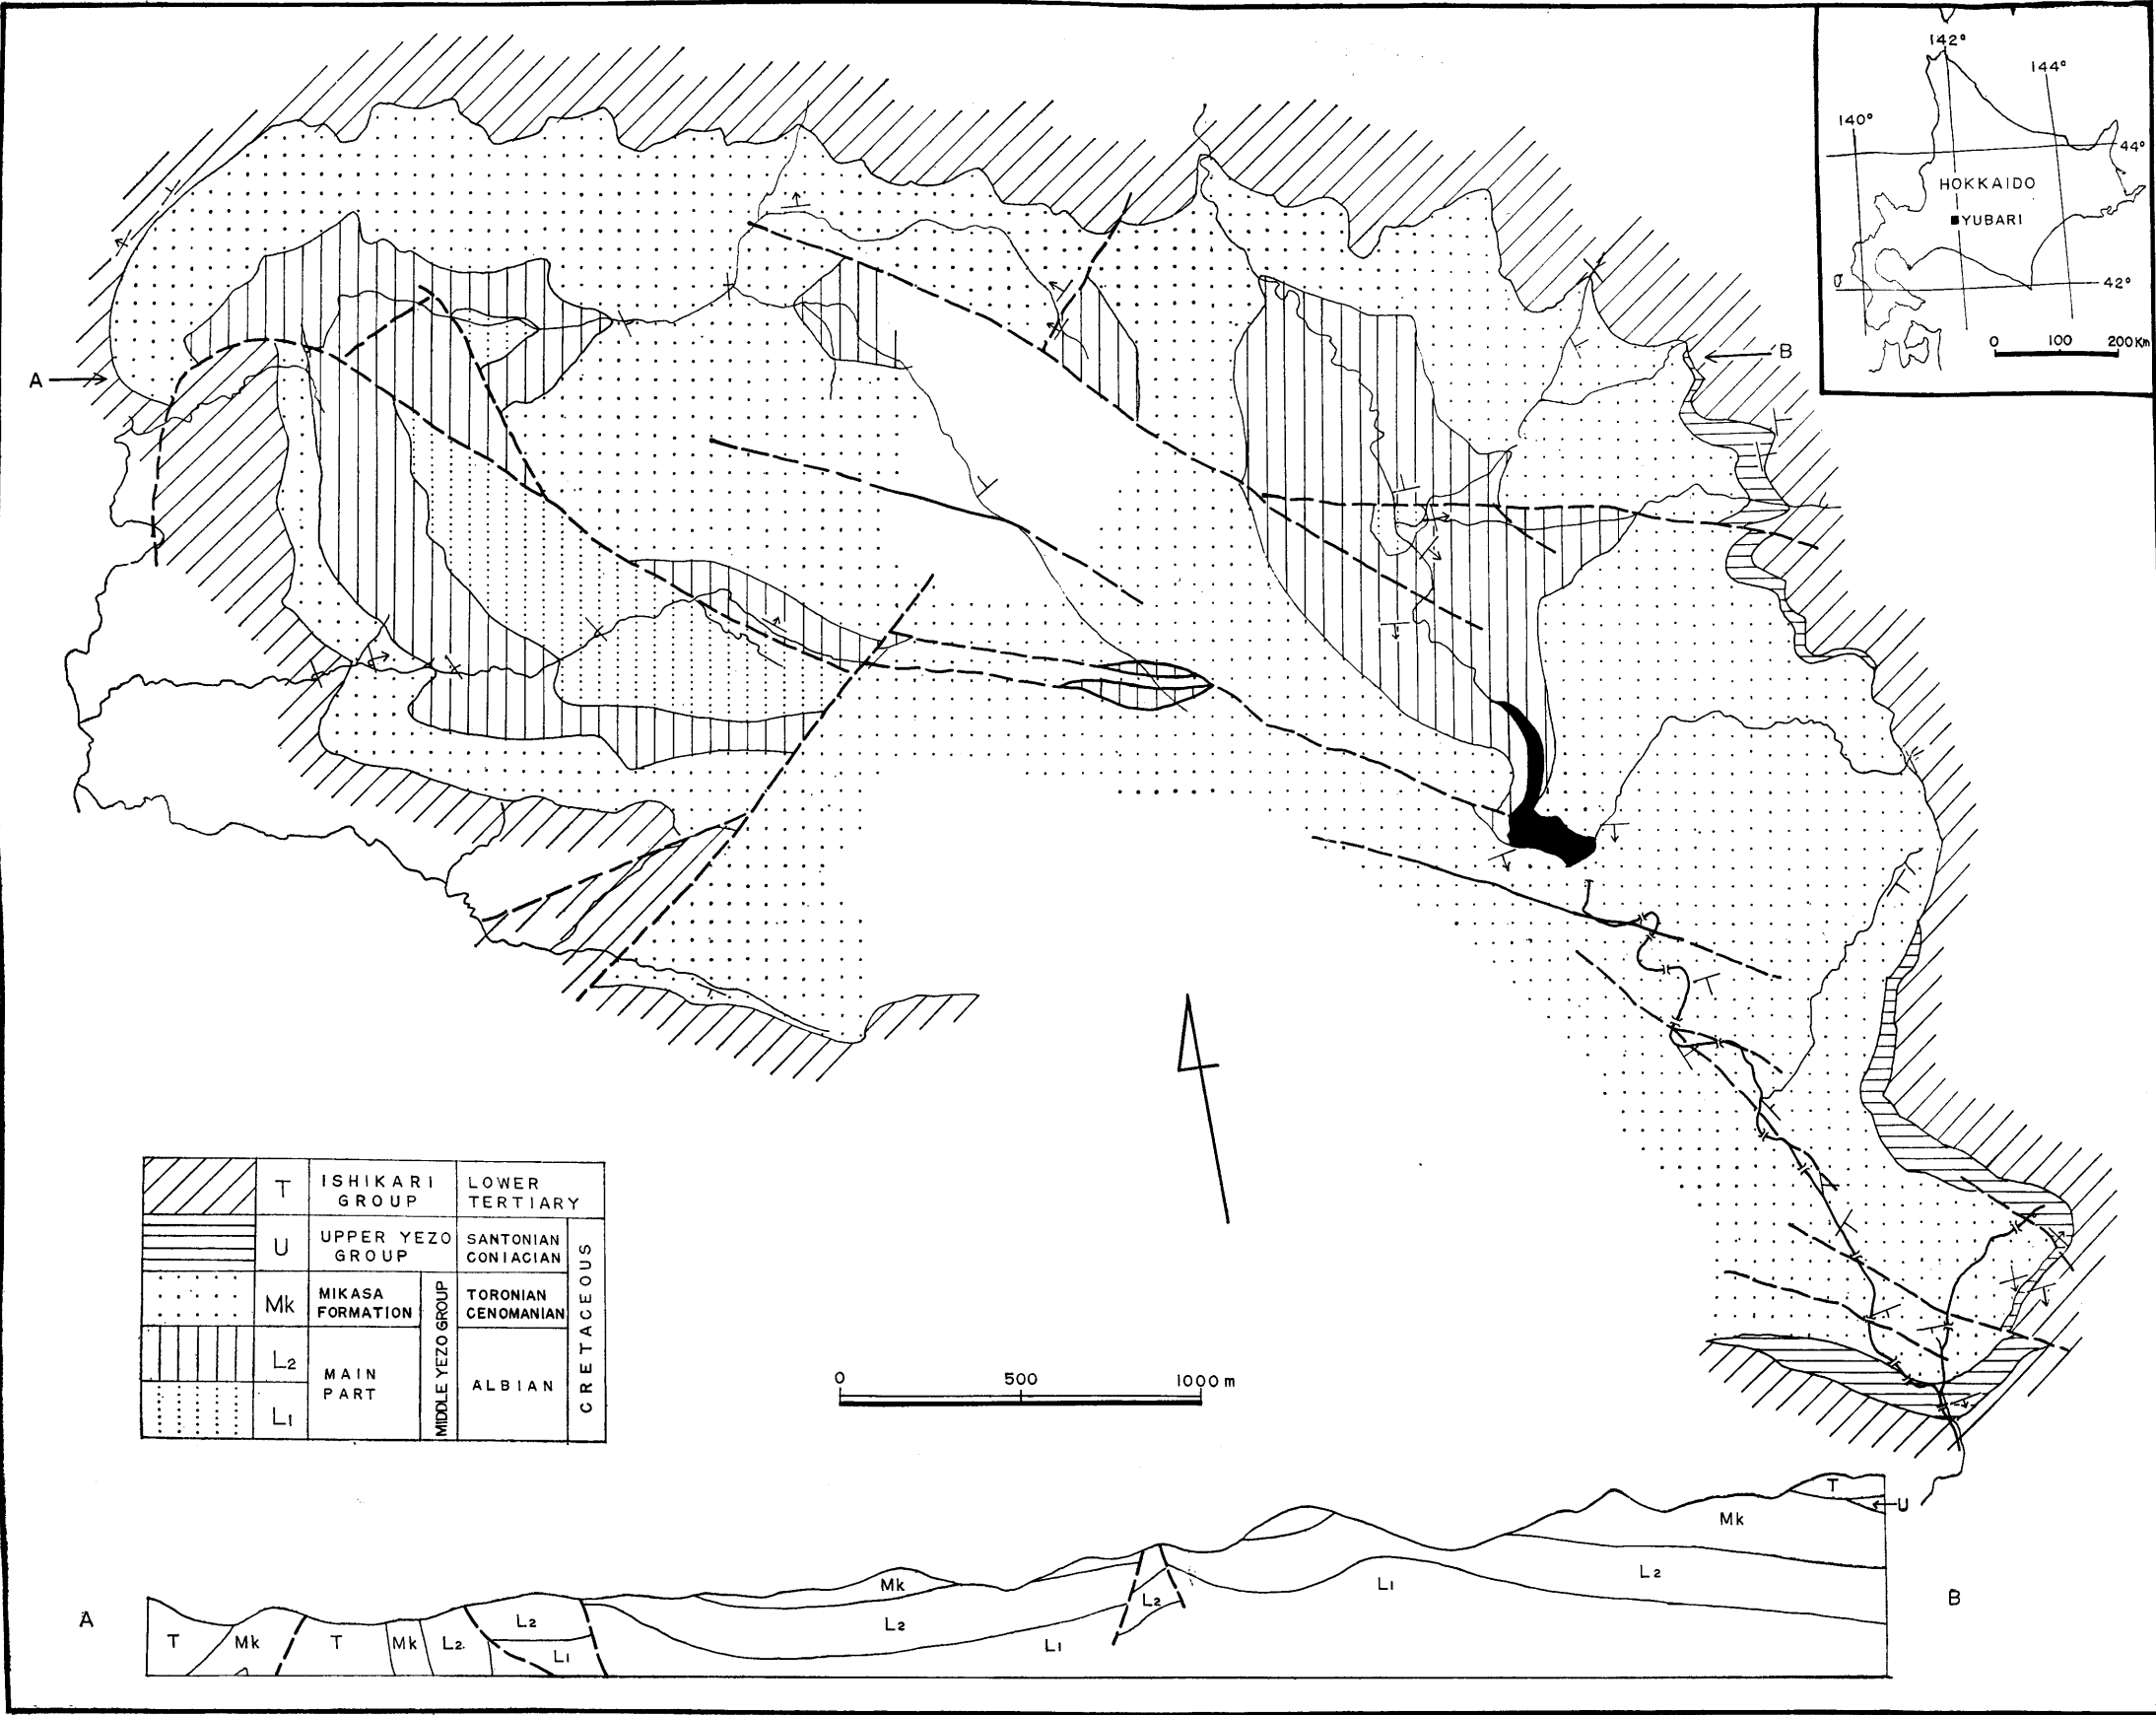 142°
144°
140°
44°
HOKKAIDO
YUBARI
42°
0 100 200Km
A
B
T
ISHIKARI
GROUP
LOWER
TERTIARY
U
UPPER YEZO
GROUP
SANTONIAN
CONIACIAN
Mk
MIKASA
FORMATION
TORONIAN
CENOMANIAN
L2
MAIN
PART
L1
MIDDLE YEZO GROUP
ALBIAN
CRETACEOUS
0 500 1000 m
T
U
Mk
Mk
L2
L1
L2
L2
L2
L1
A
B
T
Mk
T
Mk
L2.
L1
L1